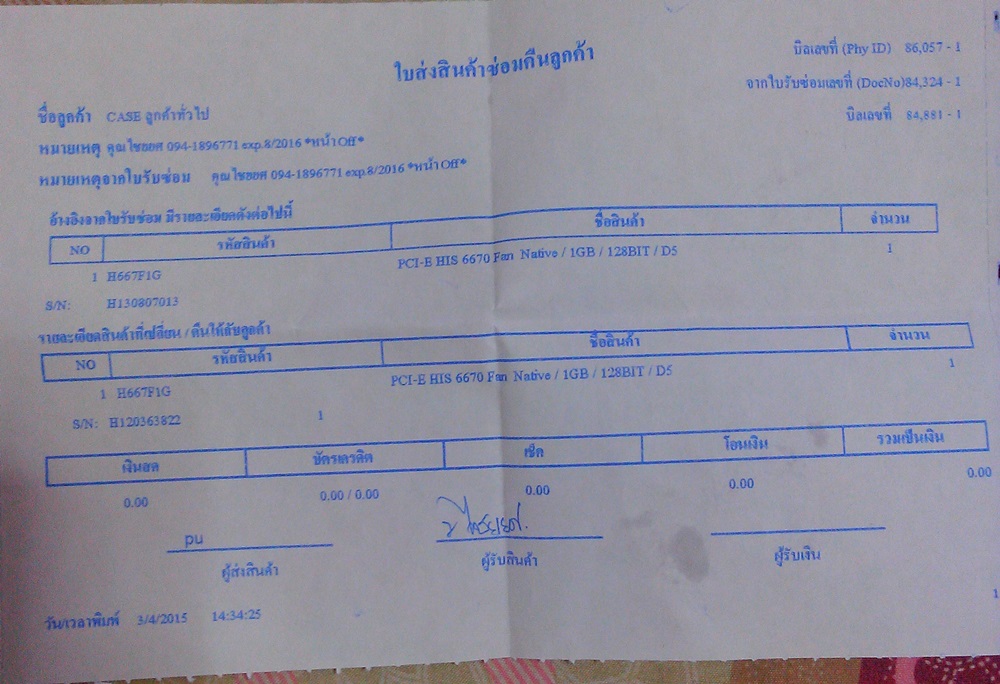 ใบส่งสินค้าซ่อมคืนลูกค้า
บิลเลขที่ (Phy ID) 86,057 - 1
จากใบรับซ่อมเลขที่ (DocNo)84,324 - 1
บิลเลขที่ 84,881 - 1
ชื่อลูกค้า CASE ลูกค้าทั่วไป
หมายเหตุ คุณไชยยศ 094-1896771 exp.8/2016 *หน้าOff*
หมายเหตุจากใบรับซ่อม คุณไชยยศ 094-1896771 exp.8/2016 *หน้าOff*
อ้างอิงจากใบรับซ่อม มีรายละเอียดดังต่อไปนี้
NO รหัสสินค้า ชื่อสินค้า จำนวน
1 H667F1G PCI-E HIS 6670 Fan Native / 1GB / 128BIT / D5 1
S/N: H130807013
รายละเอียดสินค้าที่เปลี่ยน / คืนให้กับลูกค้า
NO รหัสสินค้า ชื่อสินค้า จำนวน
1 H667F1G PCI-E HIS 6670 Fan Native / 1GB / 128BIT / D5 1
S/N: H120363822 1
เงินสด บัตรเครดิต เช็ค โอนเงิน รวมเป็นเงิน
0.00 0.00 / 0.00 0.00 0.00 0.00
pu ไชยยศ
ผู้ส่งสินค้า ผู้รับสินค้า ผู้รับเงิน
วัน/เวลาพิมพ์ 3/4/2015 14:34:25
1